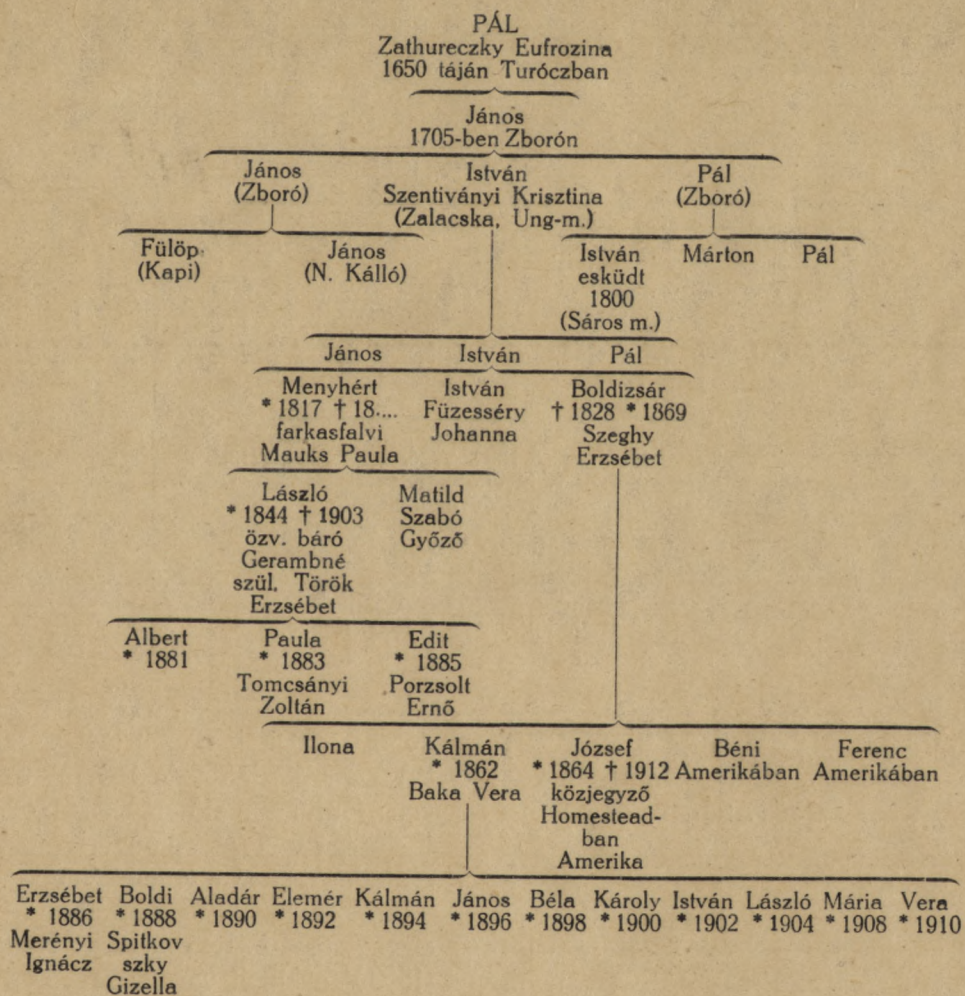 PÁL
Zathureczky Eufrozina
1650 táján Turóczban
János
1705-ben Zborón
János István Pál
(Zboró) Szentiványi Krisztina (Zboró)
(Zalacska, Ung-m.)
Fülöp János István Márton Pál
(Kapi) (N. Kálló) esküdt
1800
(Sáros m.)
János István Pál
Menyhért István Boldizsár
* 1817 † 18.... Füzesséry † 1828 * 1869
farkasfalvi Johanna Szeghy
Mauks Paula Erzsébet
László Matild
* 1844 † 1903 Szabó
özv. báró Győző
Gerambné
szül. Török
Erzsébet
Albert Paula Edit
* 1881 * 1883 * 1885
Tomcsányi Porzsolt
Zoltán Ernő
Ilona Kálmán József Béni Ferenc
* 1862 * 1864 † 1912 Amerikában Amerikában
Baka Vera közjegyző
Homestead-
ban
Amerika
Erzsébet Boldi Aladár Elemér Kálmán János Béla Károly István László Mária Vera
* 1886 * 1888 * 1890 * 1892 * 1894 * 1896 * 1898 * 1900 * 1902 * 1904 * 1908 * 1910
Merényi Spitkov
Ignácz szky
Gizella